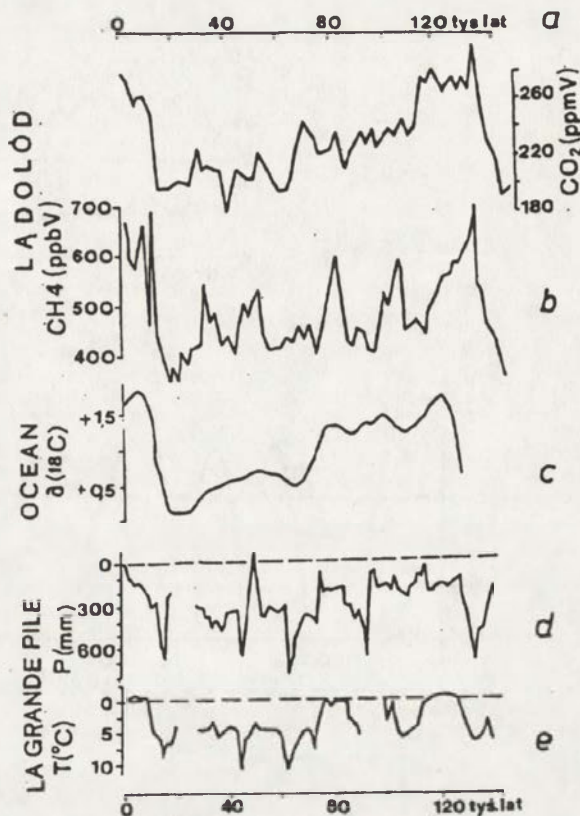 0 40 80 120 tys lat a
LADOLÓD
260
220
180
CO₂ (ppmV)
700
600
500
400
CH4 (ppbV)
b
+1,5
+0,5
OCEAN
∂(18C)
c
LA GRANDE PILE
0
300
600
P (mm)
d
0
5
10
T(°C)
e
0 40 80 120 tyś.lat